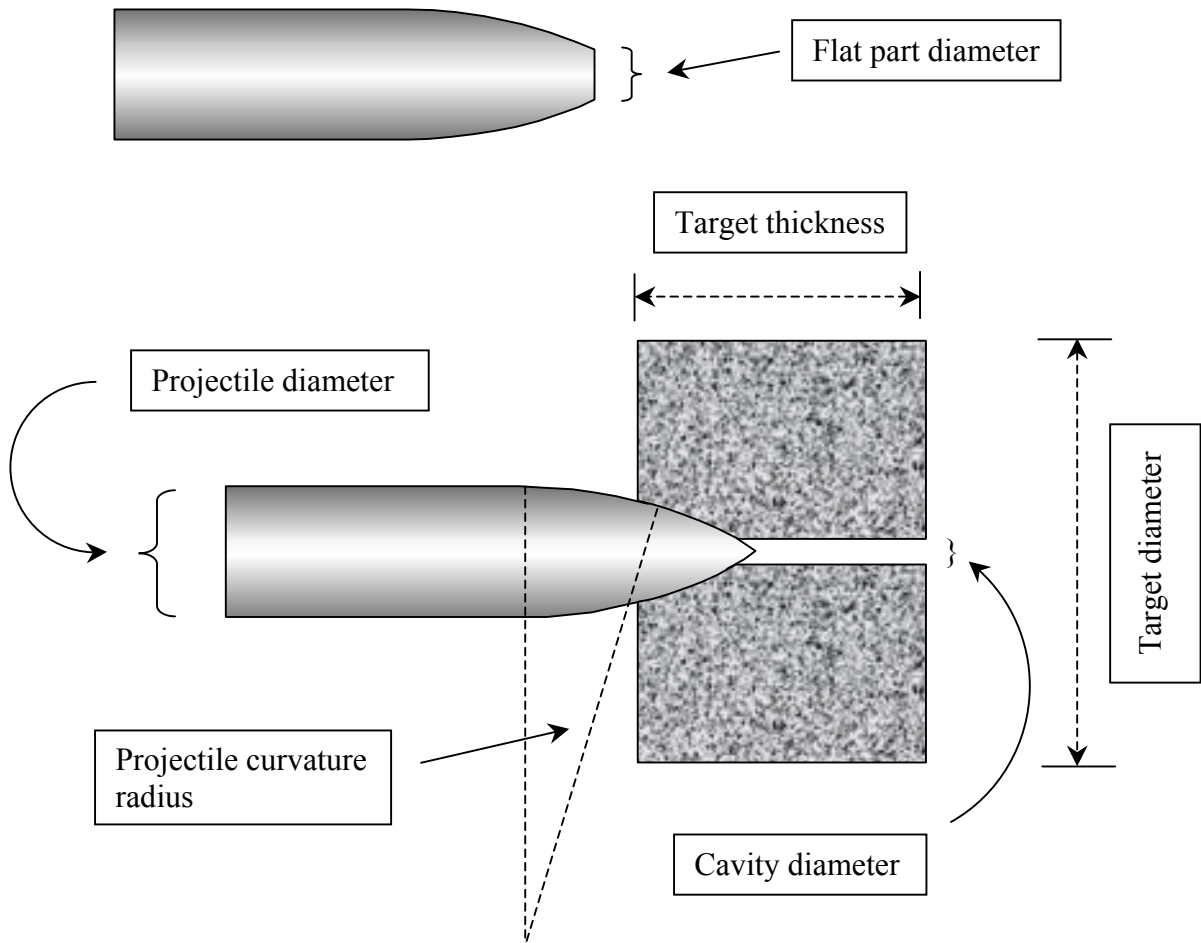 Flat part diameter
Target thickness
Projectile diameter
Target diameter
Projectile curvature
radius
Cavity diameter